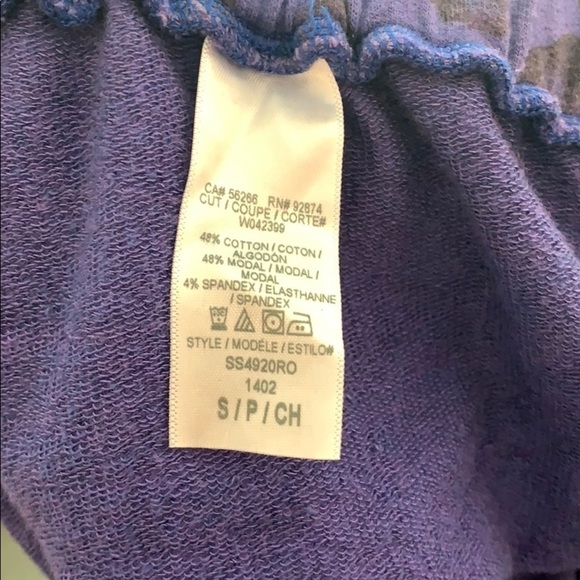 CA# 56266 RN# 92874
CUT / COUPE / CORTE#
W042399
48% COTTON / COTON /
ALGODÓN
48% MODAL / MODAL /
MODAL
4% SPANDEX / ELASTHANNE
/ SPANDEX
STYLE / MODÈLE / ESTILO#
SS4920RO
1402
S / P / CH